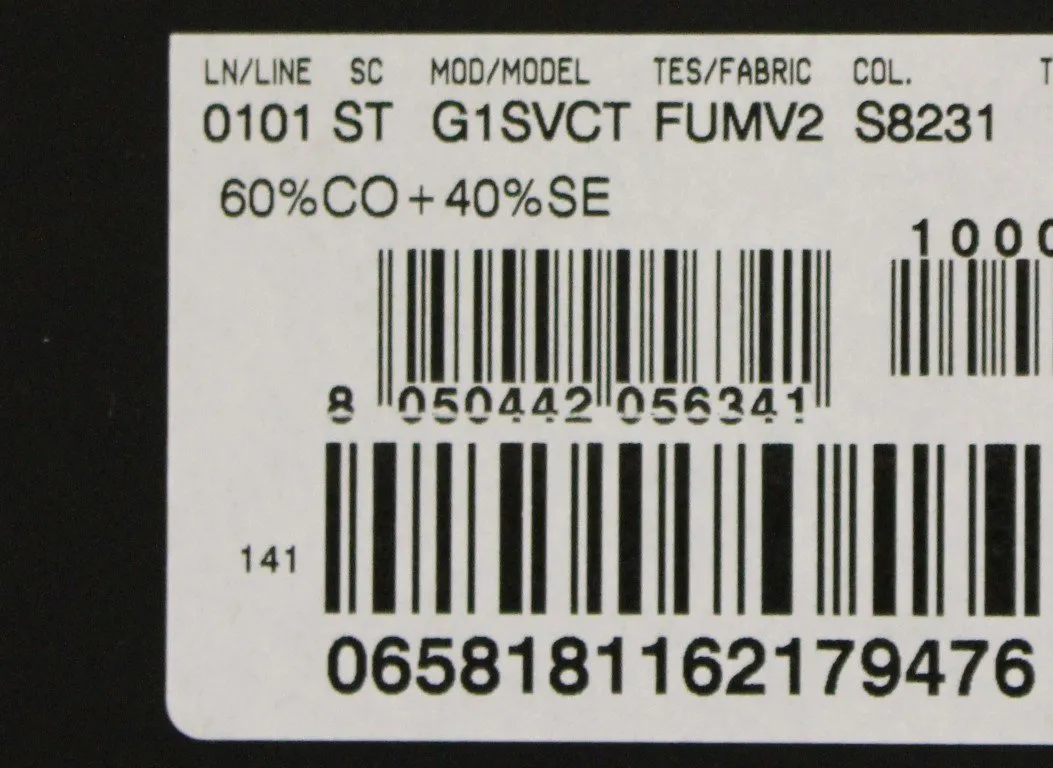 LN/LINE SC MOD/MODEL TES/FABRIC COL. T
0101 ST G1SVCT FUMV2 S8231
60%CO+40%SE
1000
8 050442 056341
141
0658181162179476